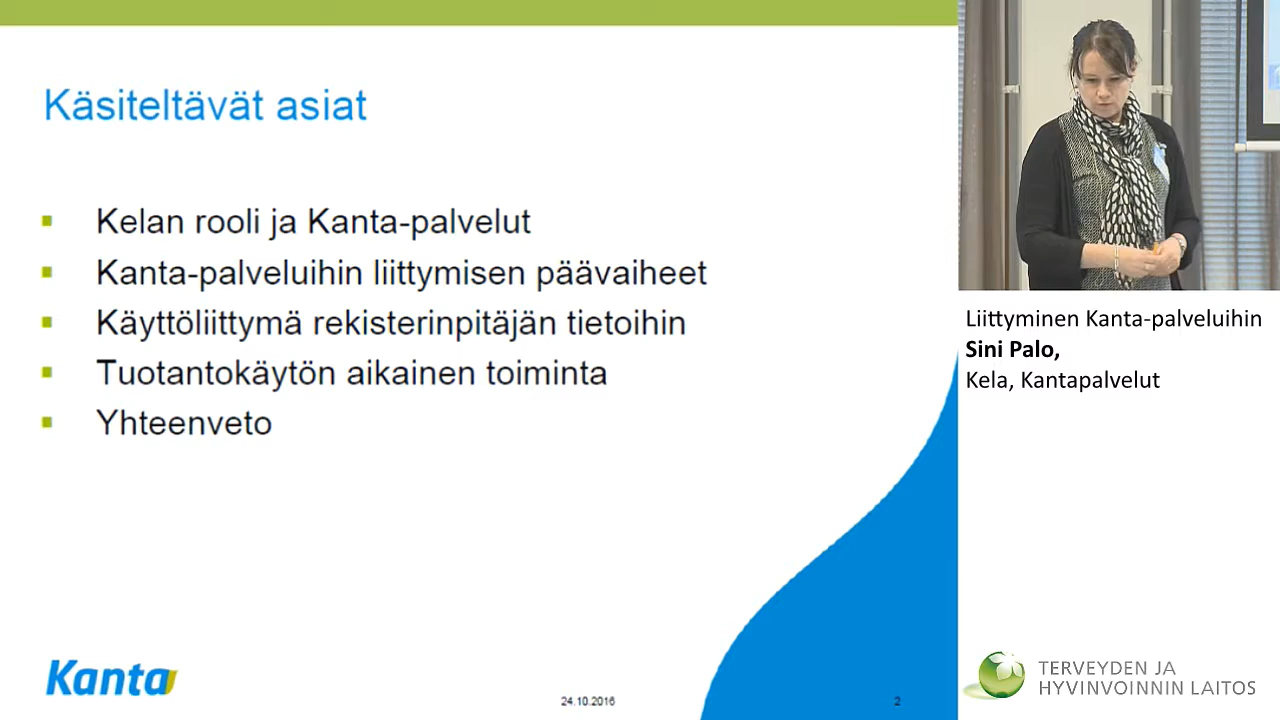 Käsiteltävät asiat
Kelan rooli ja Kanta-palvelut
Kanta-palveluihin liittymisen päävaiheet
Käyttöliittymä rekisterinpitäjän tietoihin
Tuotantokäytön aikainen toiminta
Yhteenveto
Kanta
24.10.2016
2
Liittyminen Kanta-palveluihin
Sini Palo,
Kela, Kantapalvelut
TERVEYDEN JA
HYVINVOINNIN LAITOS